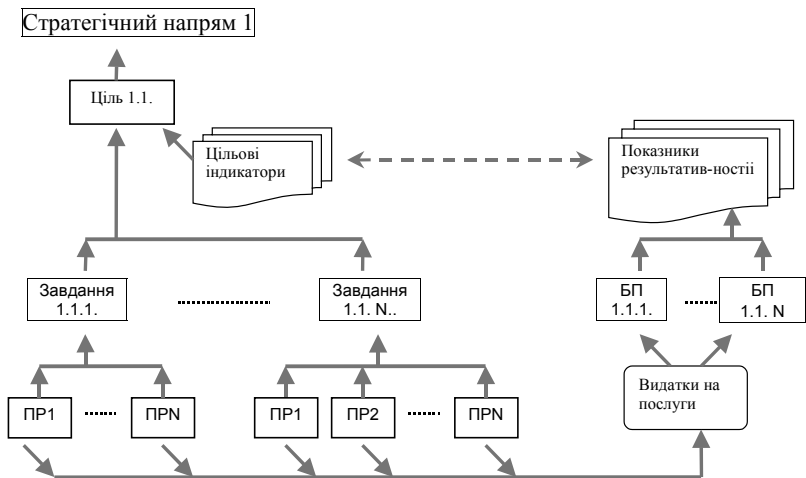 Стратегічний напрям 1
Ціль 1.1.
Цільові
індикатори
Показники
результатив-ностіі
Завдання
1.1.1.
Завдання
1.1. N..
БП
1.1.1.
БП
1.1. N
Видатки на
послуги
ПР1
ПРN
ПР1
ПР2
ПРN